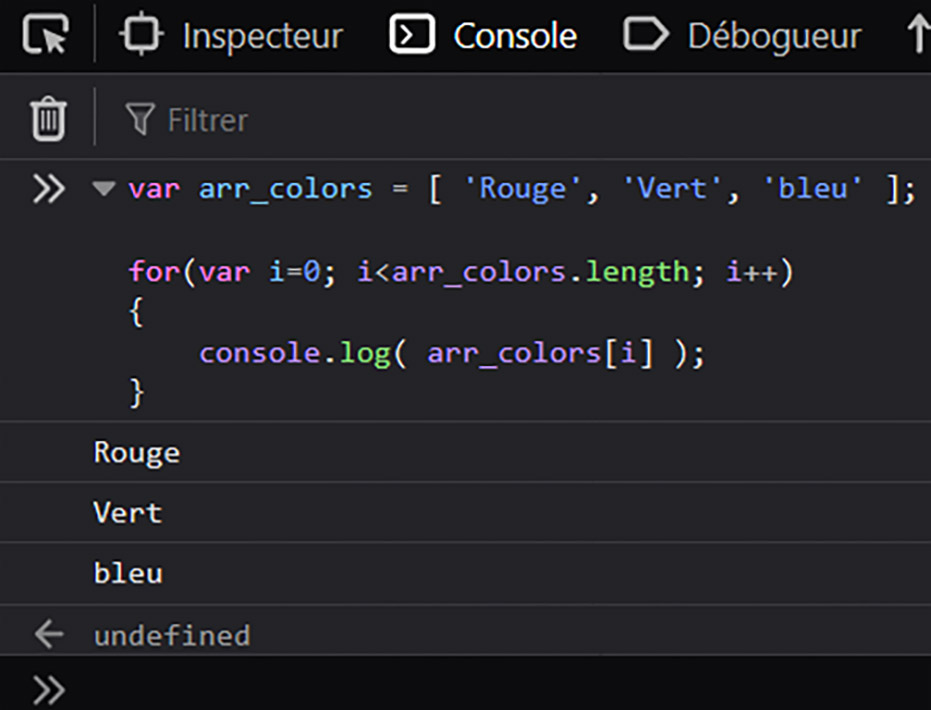 Inspecteur Console Débogueur
Filtrer
var arr_colors = [ 'Rouge', 'Vert', 'bleu' ];
for(var i=0; i<arr_colors.length; i++)
{
console.log( arr_colors[i] );
}
Rouge
Vert
bleu
undefined